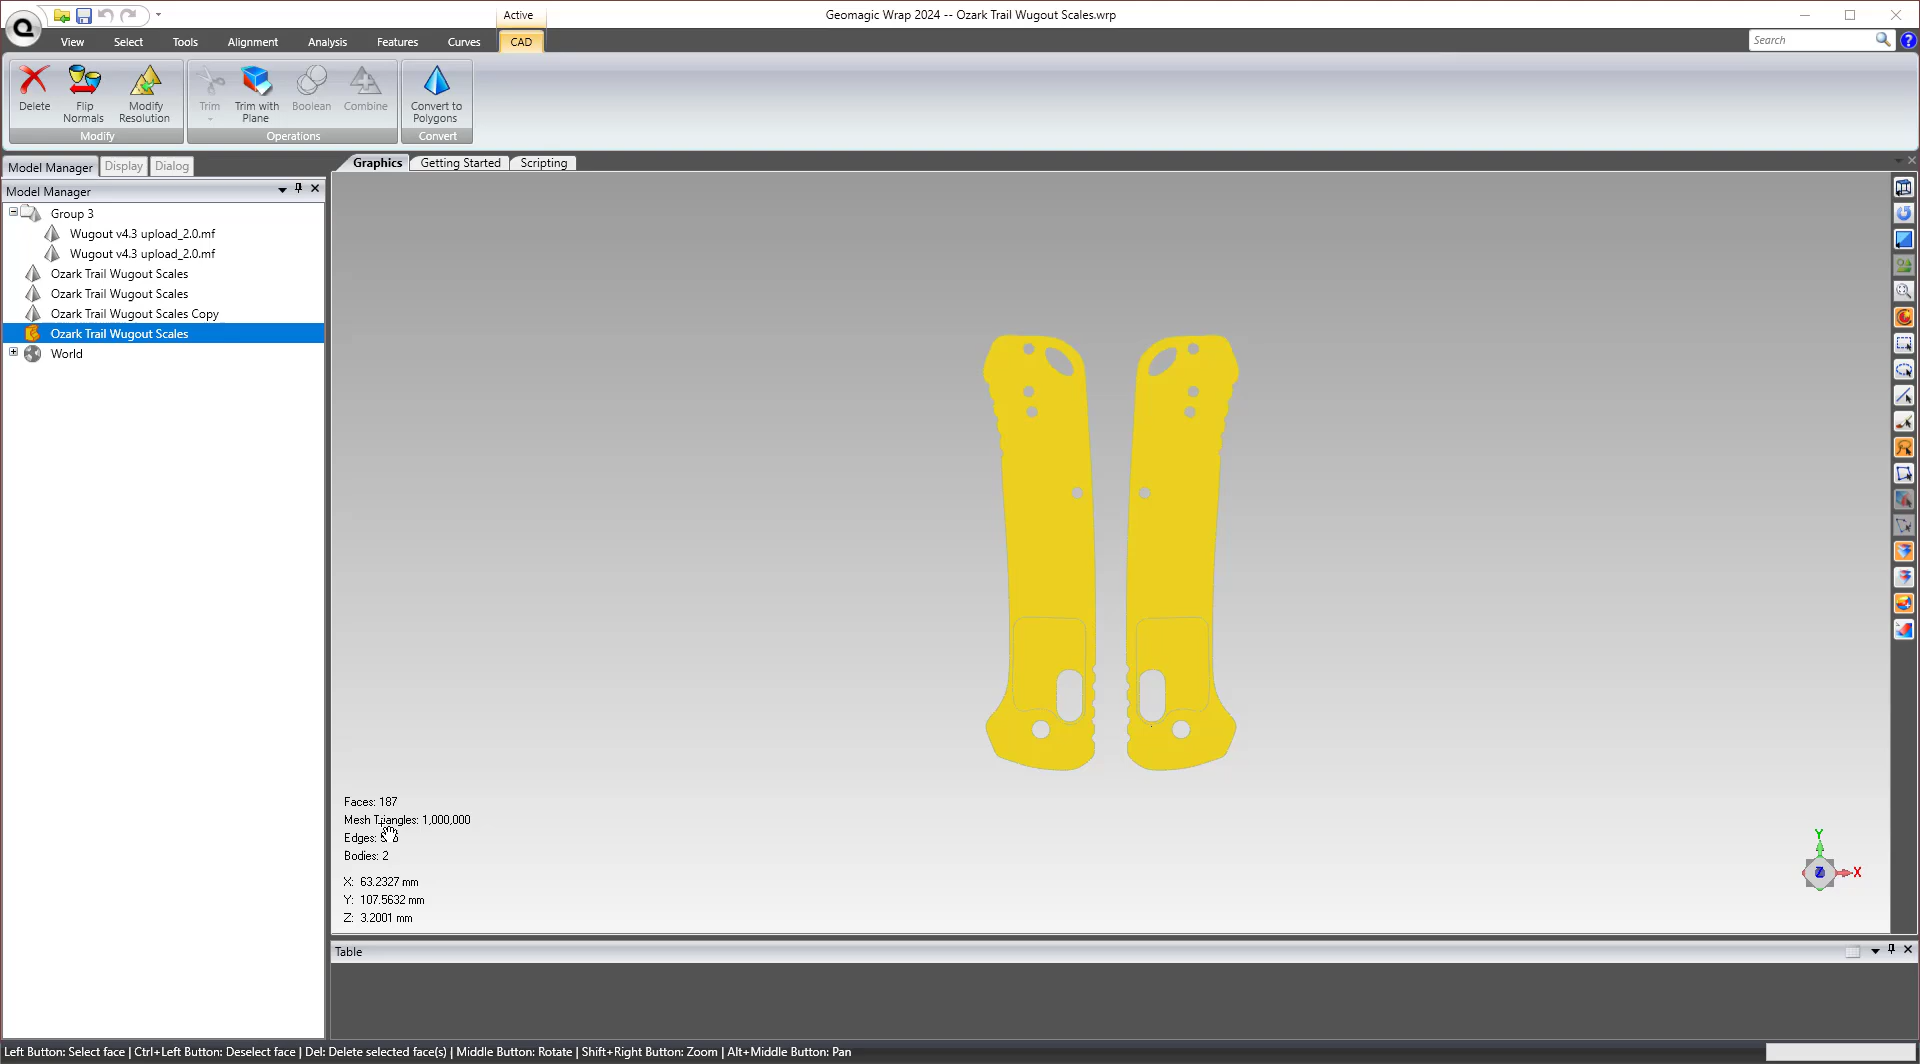 Active
Geomagic Wrap 2024 -- Ozark Trail Wugout Scales.wrp
View Select Tools Alignment Analysis Features Curves CAD
Search
Delete
Flip Normals
Modify Resolution
Modify
Trim
Trim with Plane
Boolean
Combine
Operations
Convert to Polygons
Convert
Model Manager Display Dialog
Graphics Getting Started Scripting
Model Manager
Group 3
Wugout v4.3 upload_2.0.mf
Wugout v4.3 upload_2.0.mf
Ozark Trail Wugout Scales
Ozark Trail Wugout Scales
Ozark Trail Wugout Scales Copy
Ozark Trail Wugout Scales
World
Faces: 187
Mesh Triangles: 1,000,000
Edges:
Bodies: 2
X: 63.2327 mm
Y: 107.5632 mm
Z: 3.2001 mm
Y
Z
X
Table
Left Button: Select face | Ctrl+Left Button: Deselect face | Del: Delete selected face(s) | Middle Button: Rotate | Shift+Right Button: Zoom | Alt+Middle Button: Pan